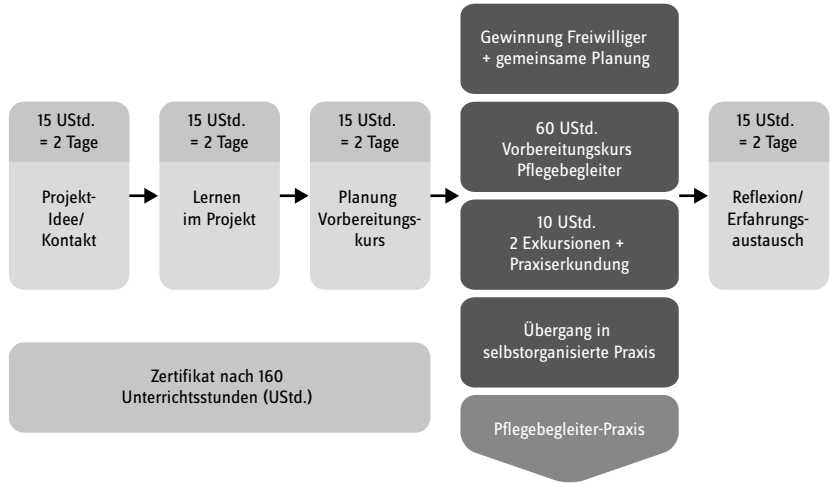 15 UStd.
= 2 Tage
Projekt-
Idee/
Kontakt
15 UStd.
= 2 Tage
Lernen
im Projekt
15 UStd.
= 2 Tage
Planung
Vorbereitungs-
kurs
Gewinnung Freiwilliger
+ gemeinsame Planung
60 UStd.
Vorbereitungskurs
Pflegebegleiter
10 UStd.
2 Exkursionen +
Praxiserkundung
Übergang in
selbstorganisierte Praxis
Pflegebegleiter-Praxis
15 UStd.
= 2 Tage
Reflexion/
Erfahrungs-
austausch
Zertifikat nach 160
Unterrichtsstunden (UStd.)